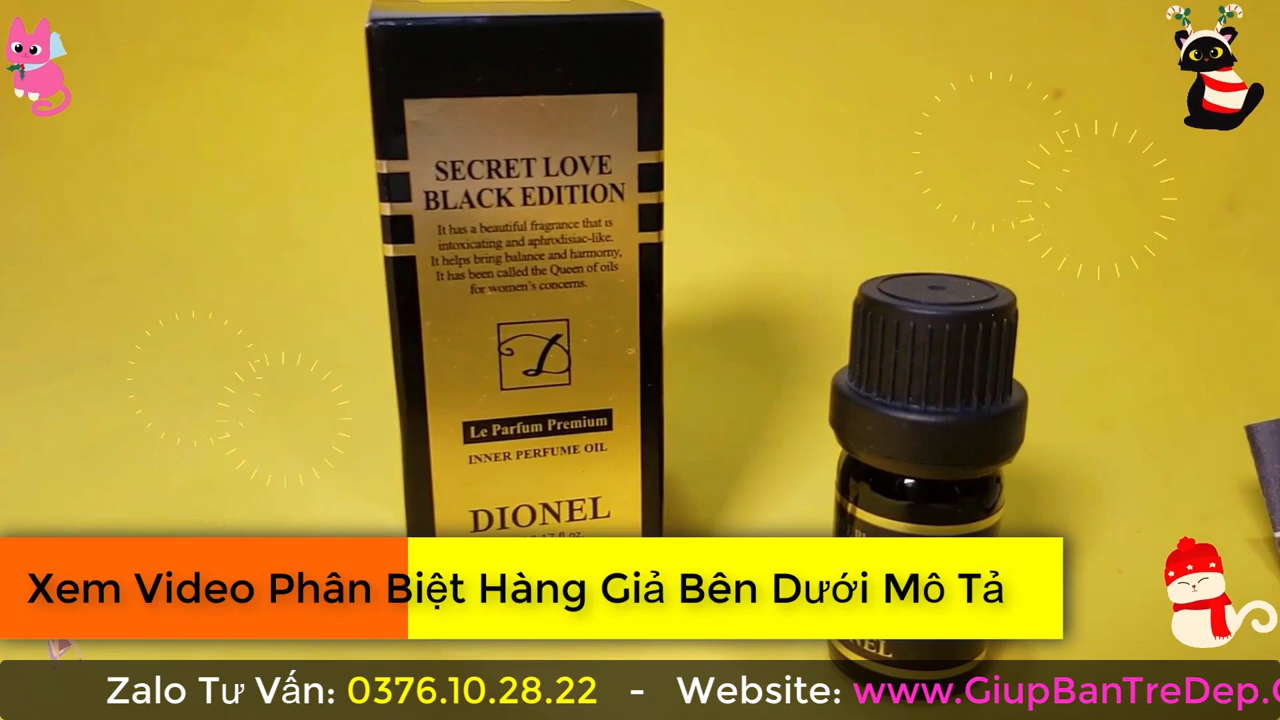 SECRET LOVE
BLACK EDITION
It has a beautiful fragrance that is
intoxicating and aphrodisiac-like.
It helps bring balance and harmorny,
It has been called the Queen of oils
for women's concerns.
Le Parfum Premium
INNER PERFUME OIL
DIONEL
Xem Video Phân Biệt Hàng Giả Bên Dưới Mô Tả
Zalo Tư Vấn: 0376.10.28.22 - Website: www.GiupBanTreDep.